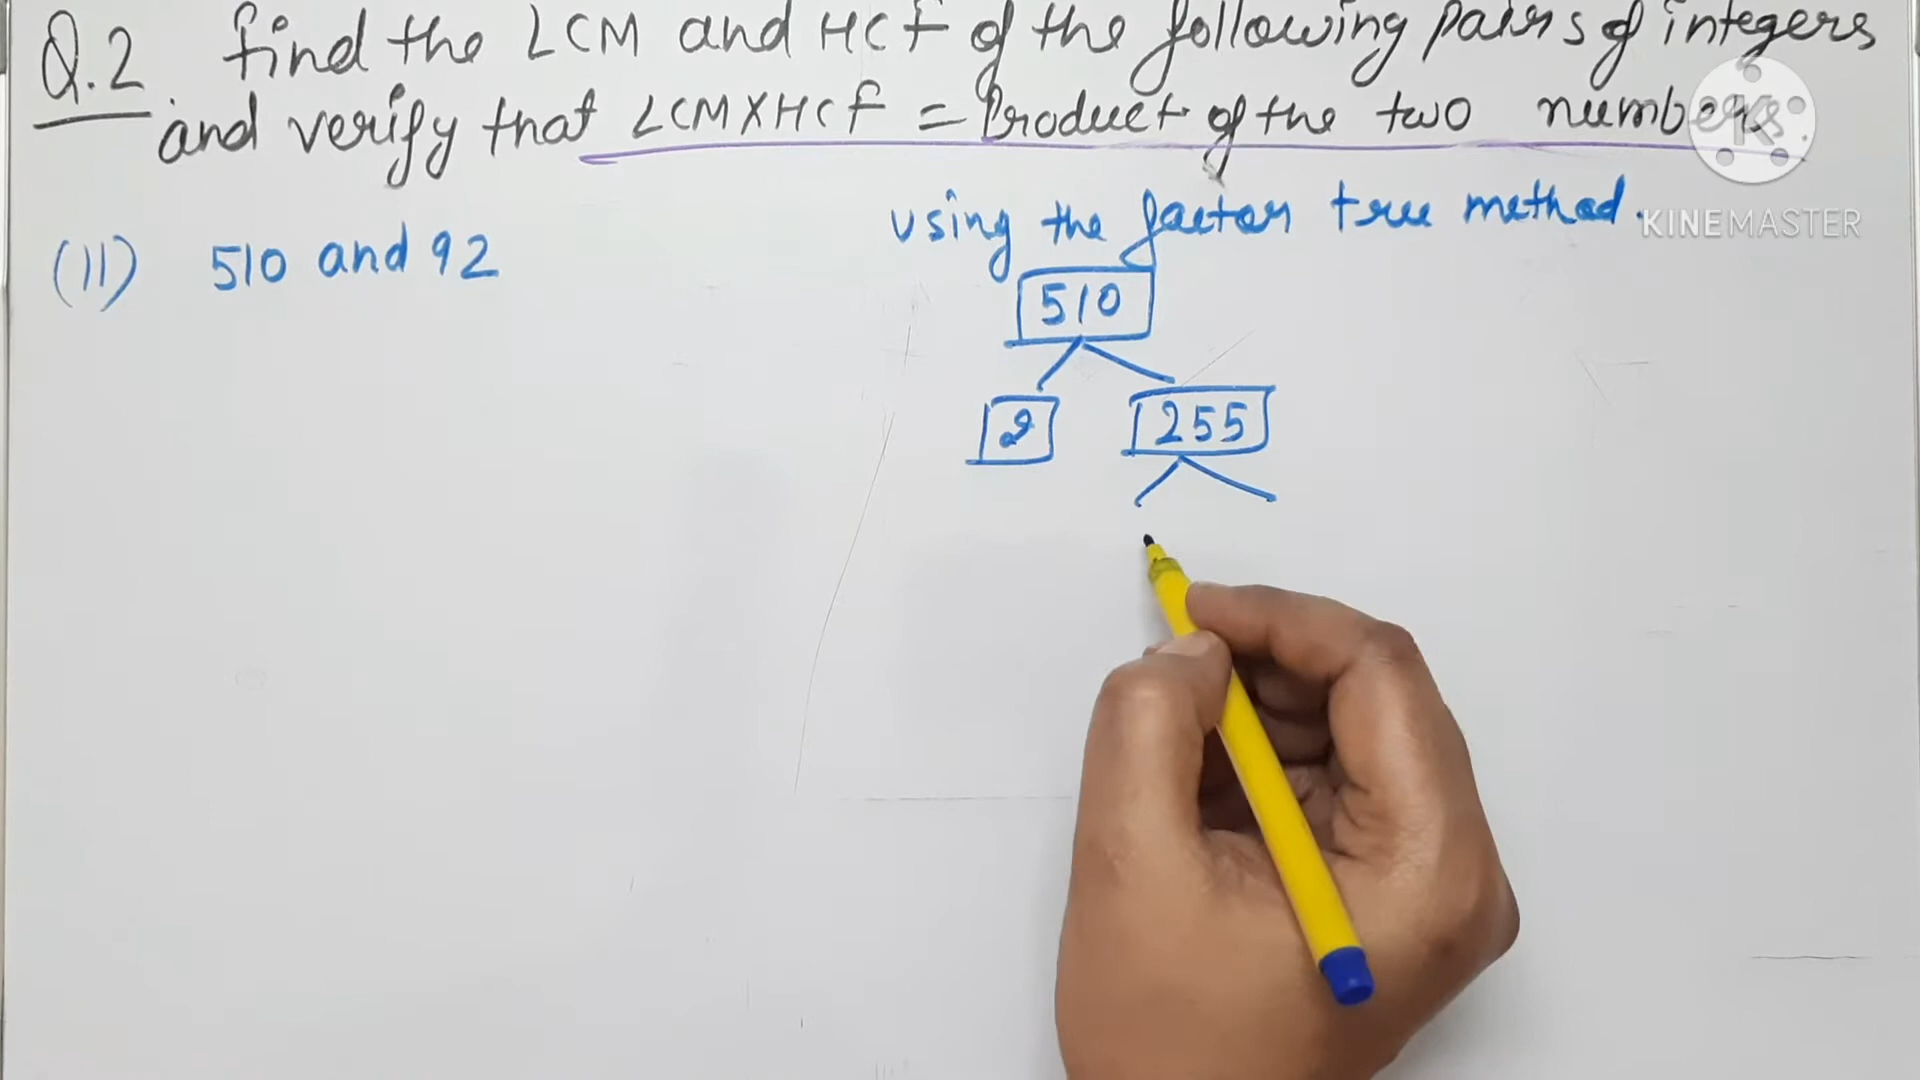 Q.2 find the LCM and HCF of the following pairs of integers
and verify that LCM×HCF = Product of the two numbers.
using the factor tree method.
KINEMASTER
(II) 510 and 92
510
2 255